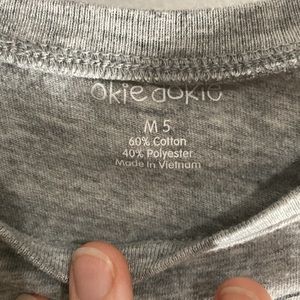 okie dokie
M 5
60% Cotton
40% Polyester
Made in Vietnam